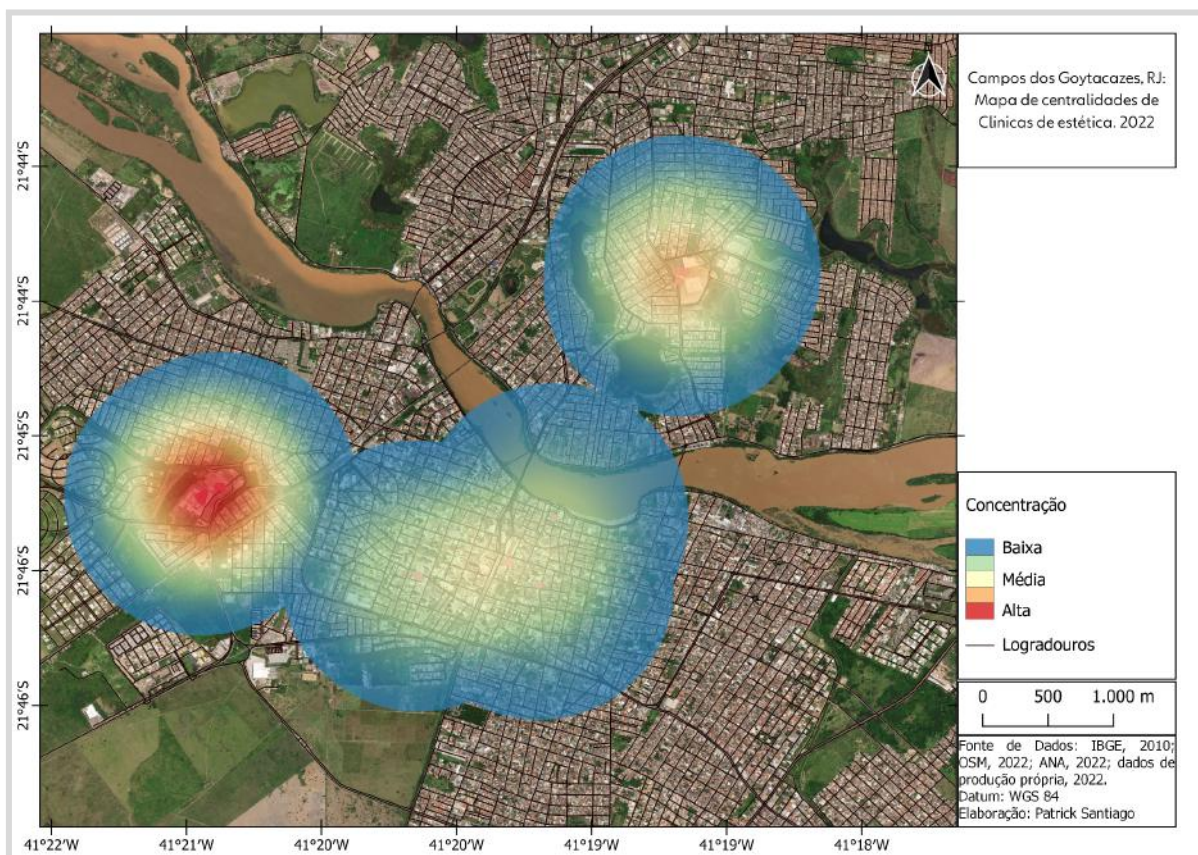 Campos dos Goytacazes, RJ:
Mapa de centralidades de
Clinicas de estética. 2022
21°44'S
21°44'S
21°45'S
21°46'S
21°46'S
41°22'W
41°21'W
41°20'W
41°20'W
41°19'W
41°19'W
41°18'W
Concentração
Baixa
Média
Alta
Logradouros
0 500 1.000 m
Fonte de Dados: IBGE, 2010;
OSM, 2022; ANA, 2022; dados de
produção própria, 2022.
Datum: WGS 84
Elaboração: Patrick Santiago